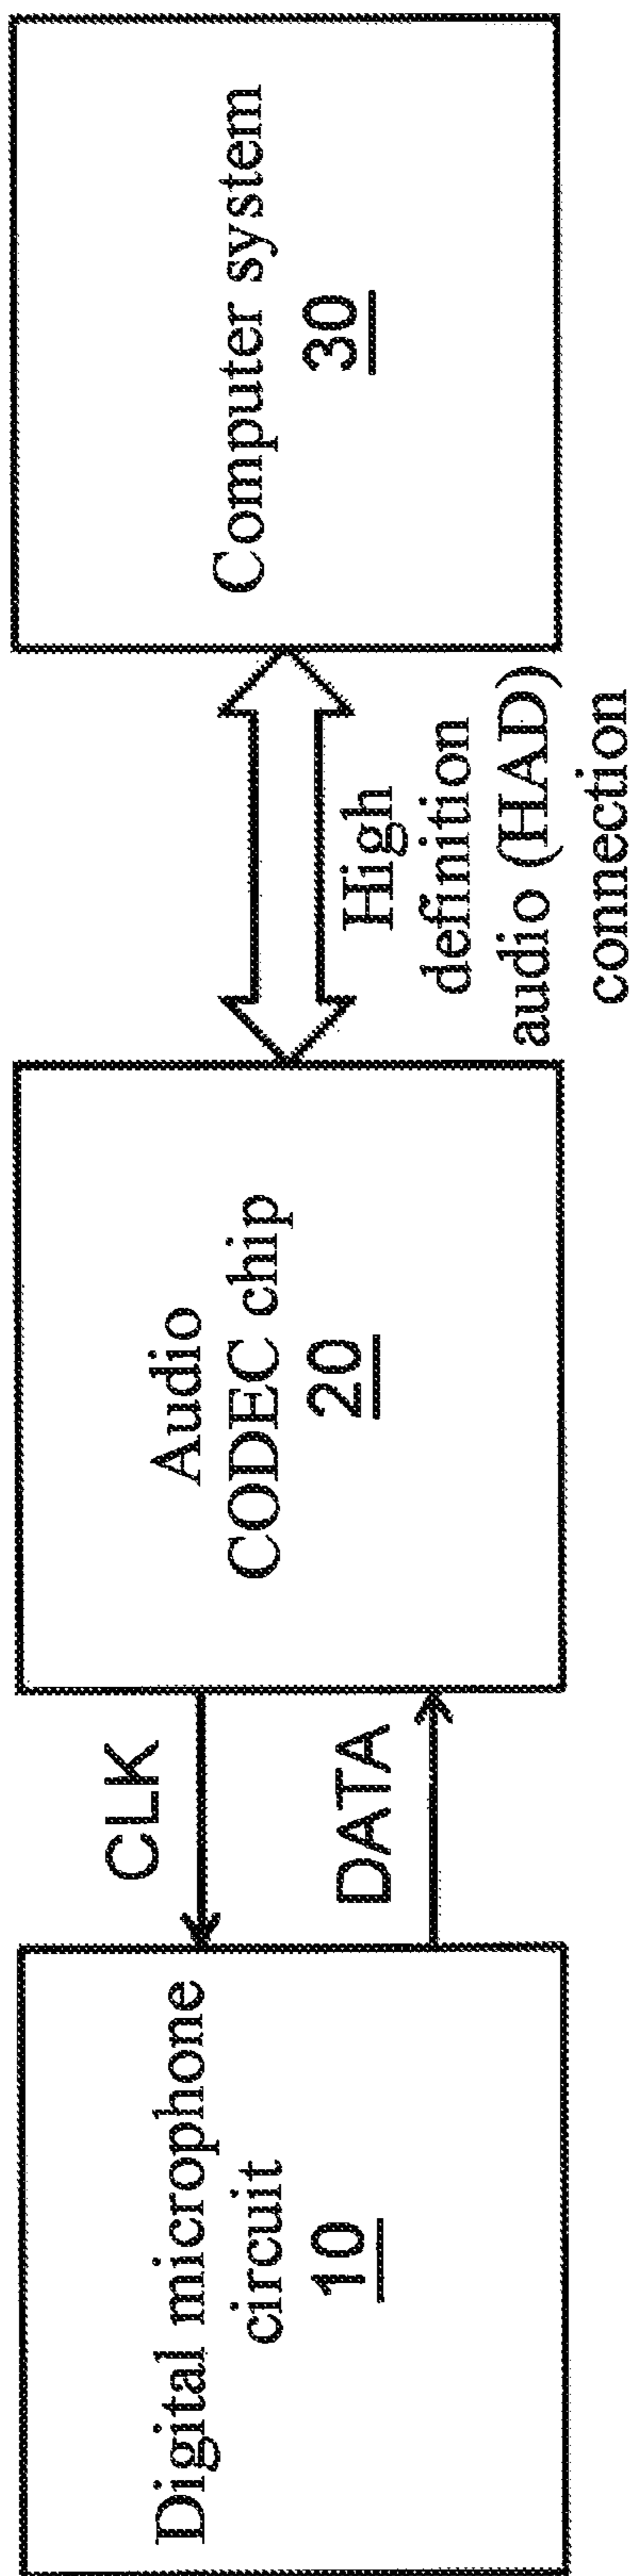 Digital microphone
circuit
10
CLK
DATA
Audio
CODEC chip
20
High
definition
audio (HAD)
connection
Computer system
30